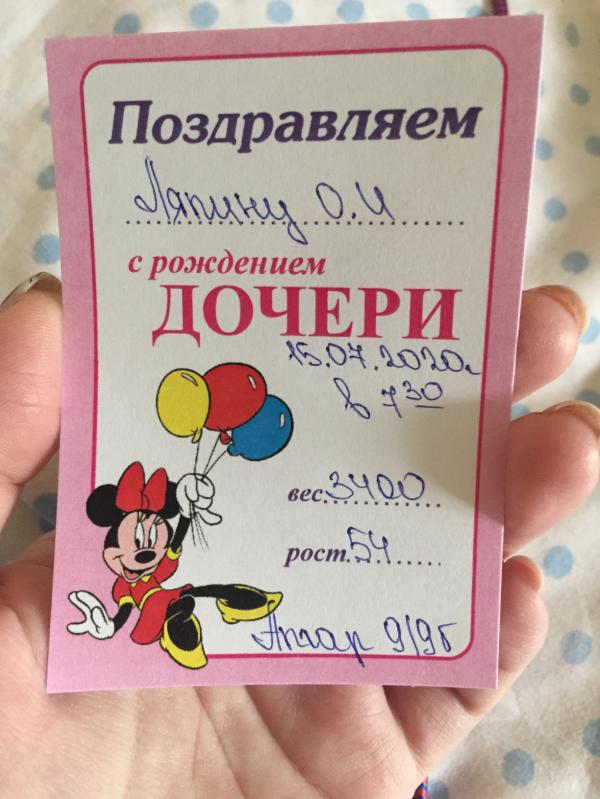 Поздравляем
Ляпину О.И
с рождением
ДОЧЕРИ
15.07.2020г
в 7 30
вес 3400
рост 54
Апгар 9/9б